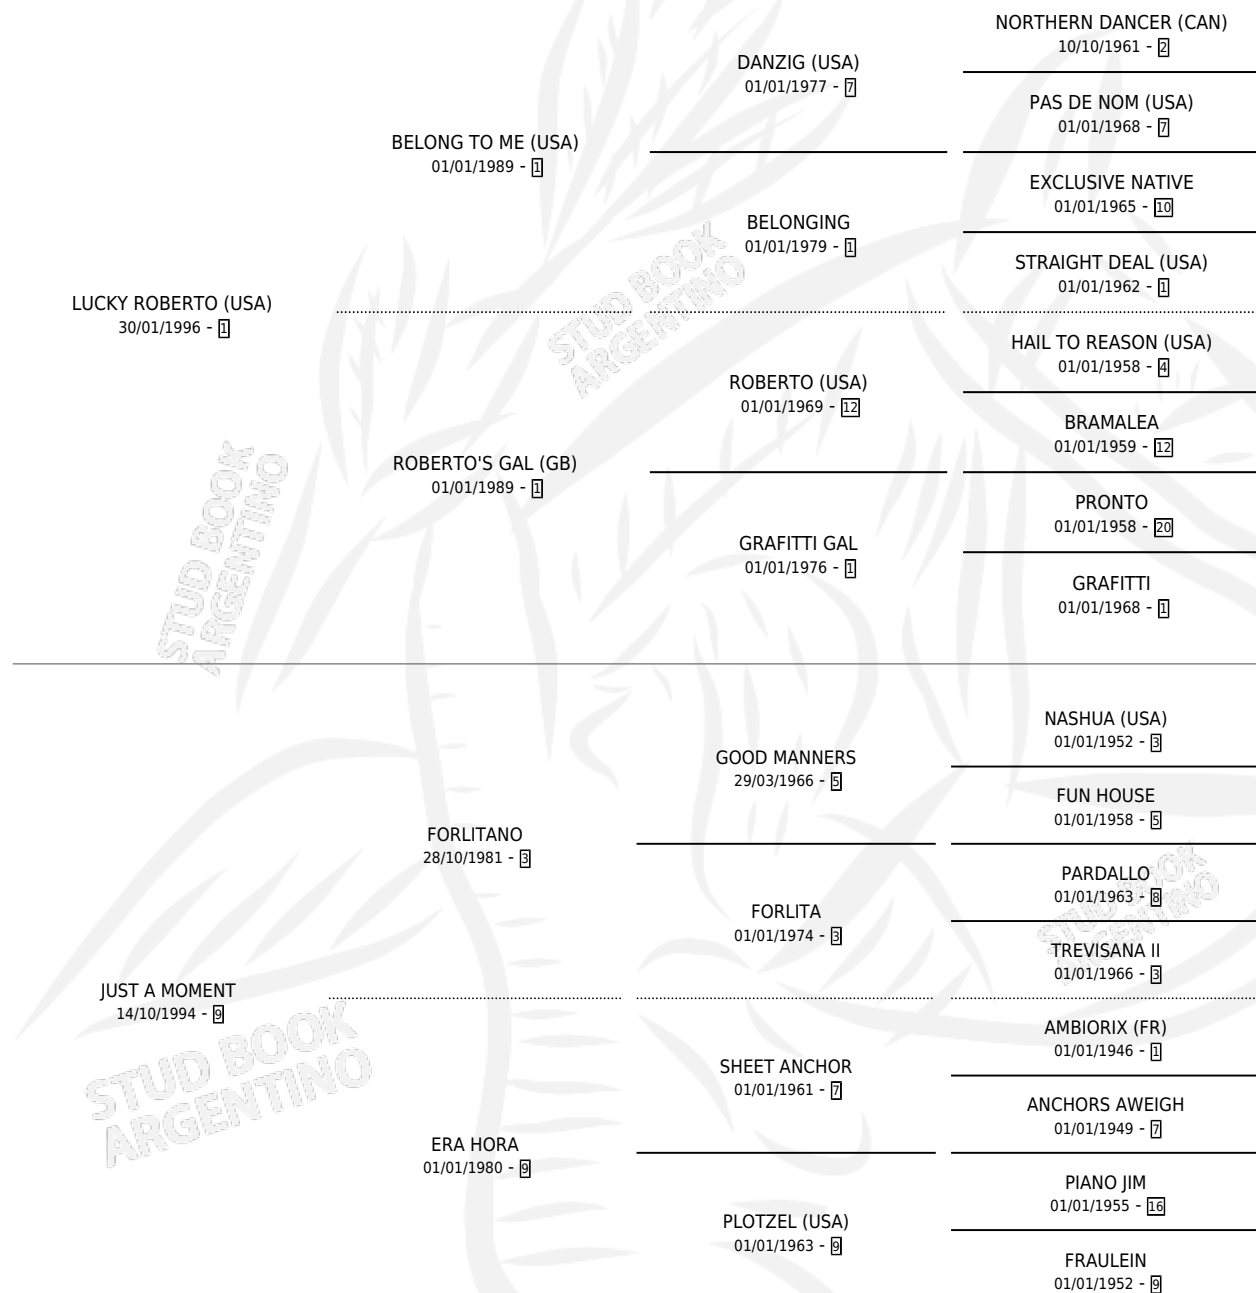 NORTHERN DANCER (CAN)
10/10/1961 - 2
DANZIG (USA)
01/01/1977 - 7
PAS DE NOM (USA)
01/01/1968 - 7
BELONG TO ME (USA)
01/01/1989 - 1
EXCLUSIVE NATIVE
01/01/1965 - 10
BELONGING
01/01/1979 - 1
STRAIGHT DEAL (USA)
01/01/1962 - 1
LUCKY ROBERTO (USA)
30/01/1996 - 1
STUD BOOK
ARGENTINO
HAIL TO REASON (USA)
01/01/1958 - 4
ROBERTO (USA)
01/01/1969 - 12
BRAMALEA
01/01/1959 - 12
ROBERTO'S GAL (GB)
01/01/1989 - 1
PRONTO
01/01/1958 - 20
GRAFITTI GAL
01/01/1976 - 1
GRAFITTI
01/01/1968 - 1
STUD BOOK
ARGENTINO
NASHUA (USA)
01/01/1952 - 3
GOOD MANNERS
29/03/1966 - 5
FUN HOUSE
01/01/1958 - 5
FORLITANO
28/10/1981 - 3
PARDALLO
01/01/1963 - 8
FORLITA
01/01/1974 - 3
STUD BOOK
ARGENTINO
TREVISANA II
01/01/1966 - 3
JUST A MOMENT
14/10/1994 - 9
AMBIORIX (FR)
01/01/1946 - 1
SHEET ANCHOR
01/01/1961 - 7
STUD BOOK
ARGENTINO
ANCHORS AWEIGH
01/01/1949 - 7
ERA HORA
01/01/1980 - 9
PIANO JIM
01/01/1955 - 16
PLOTZEL (USA)
01/01/1963 - 9
FRAULEIN
01/01/1952 - 9